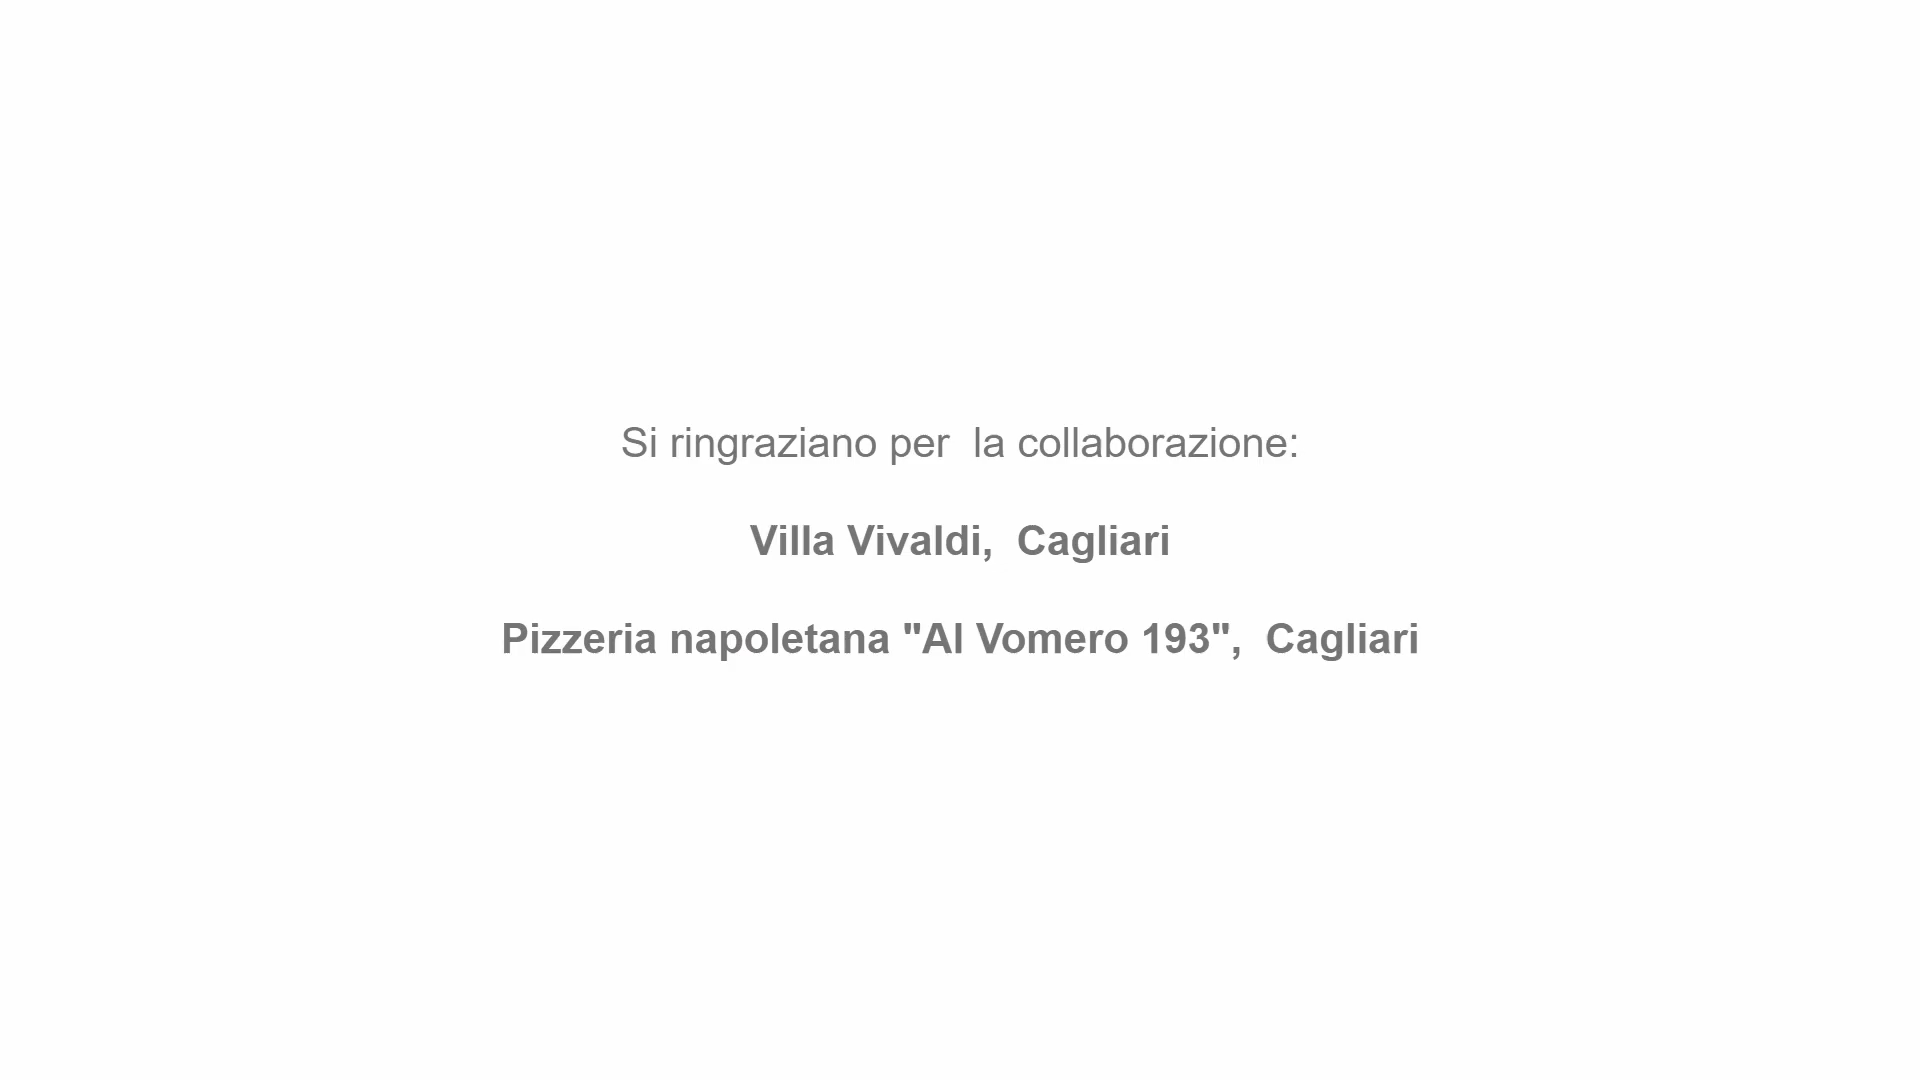 Si ringraziano per  la collaborazione:
Villa Vivaldi,  Cagliari
Pizzeria napoletana "Al Vomero 193",  Cagliari